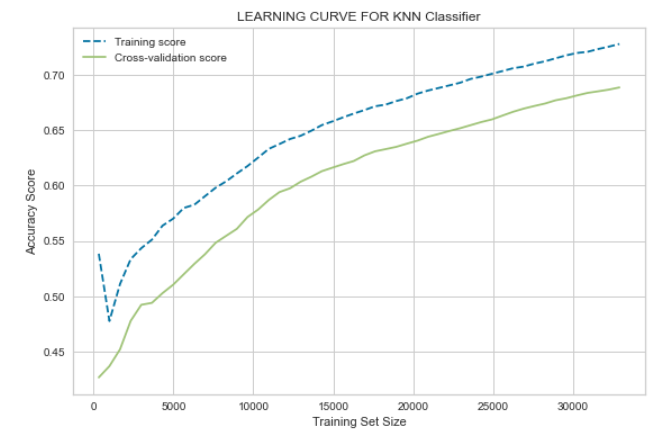 LEARNING CURVE FOR KNN Classifier
Training score
Cross-validation score
0.70
0.65
0.60
0.55
0.50
0.45
Accuracy Score
0 5000 10000 15000 20000 25000 30000
Training Set Size